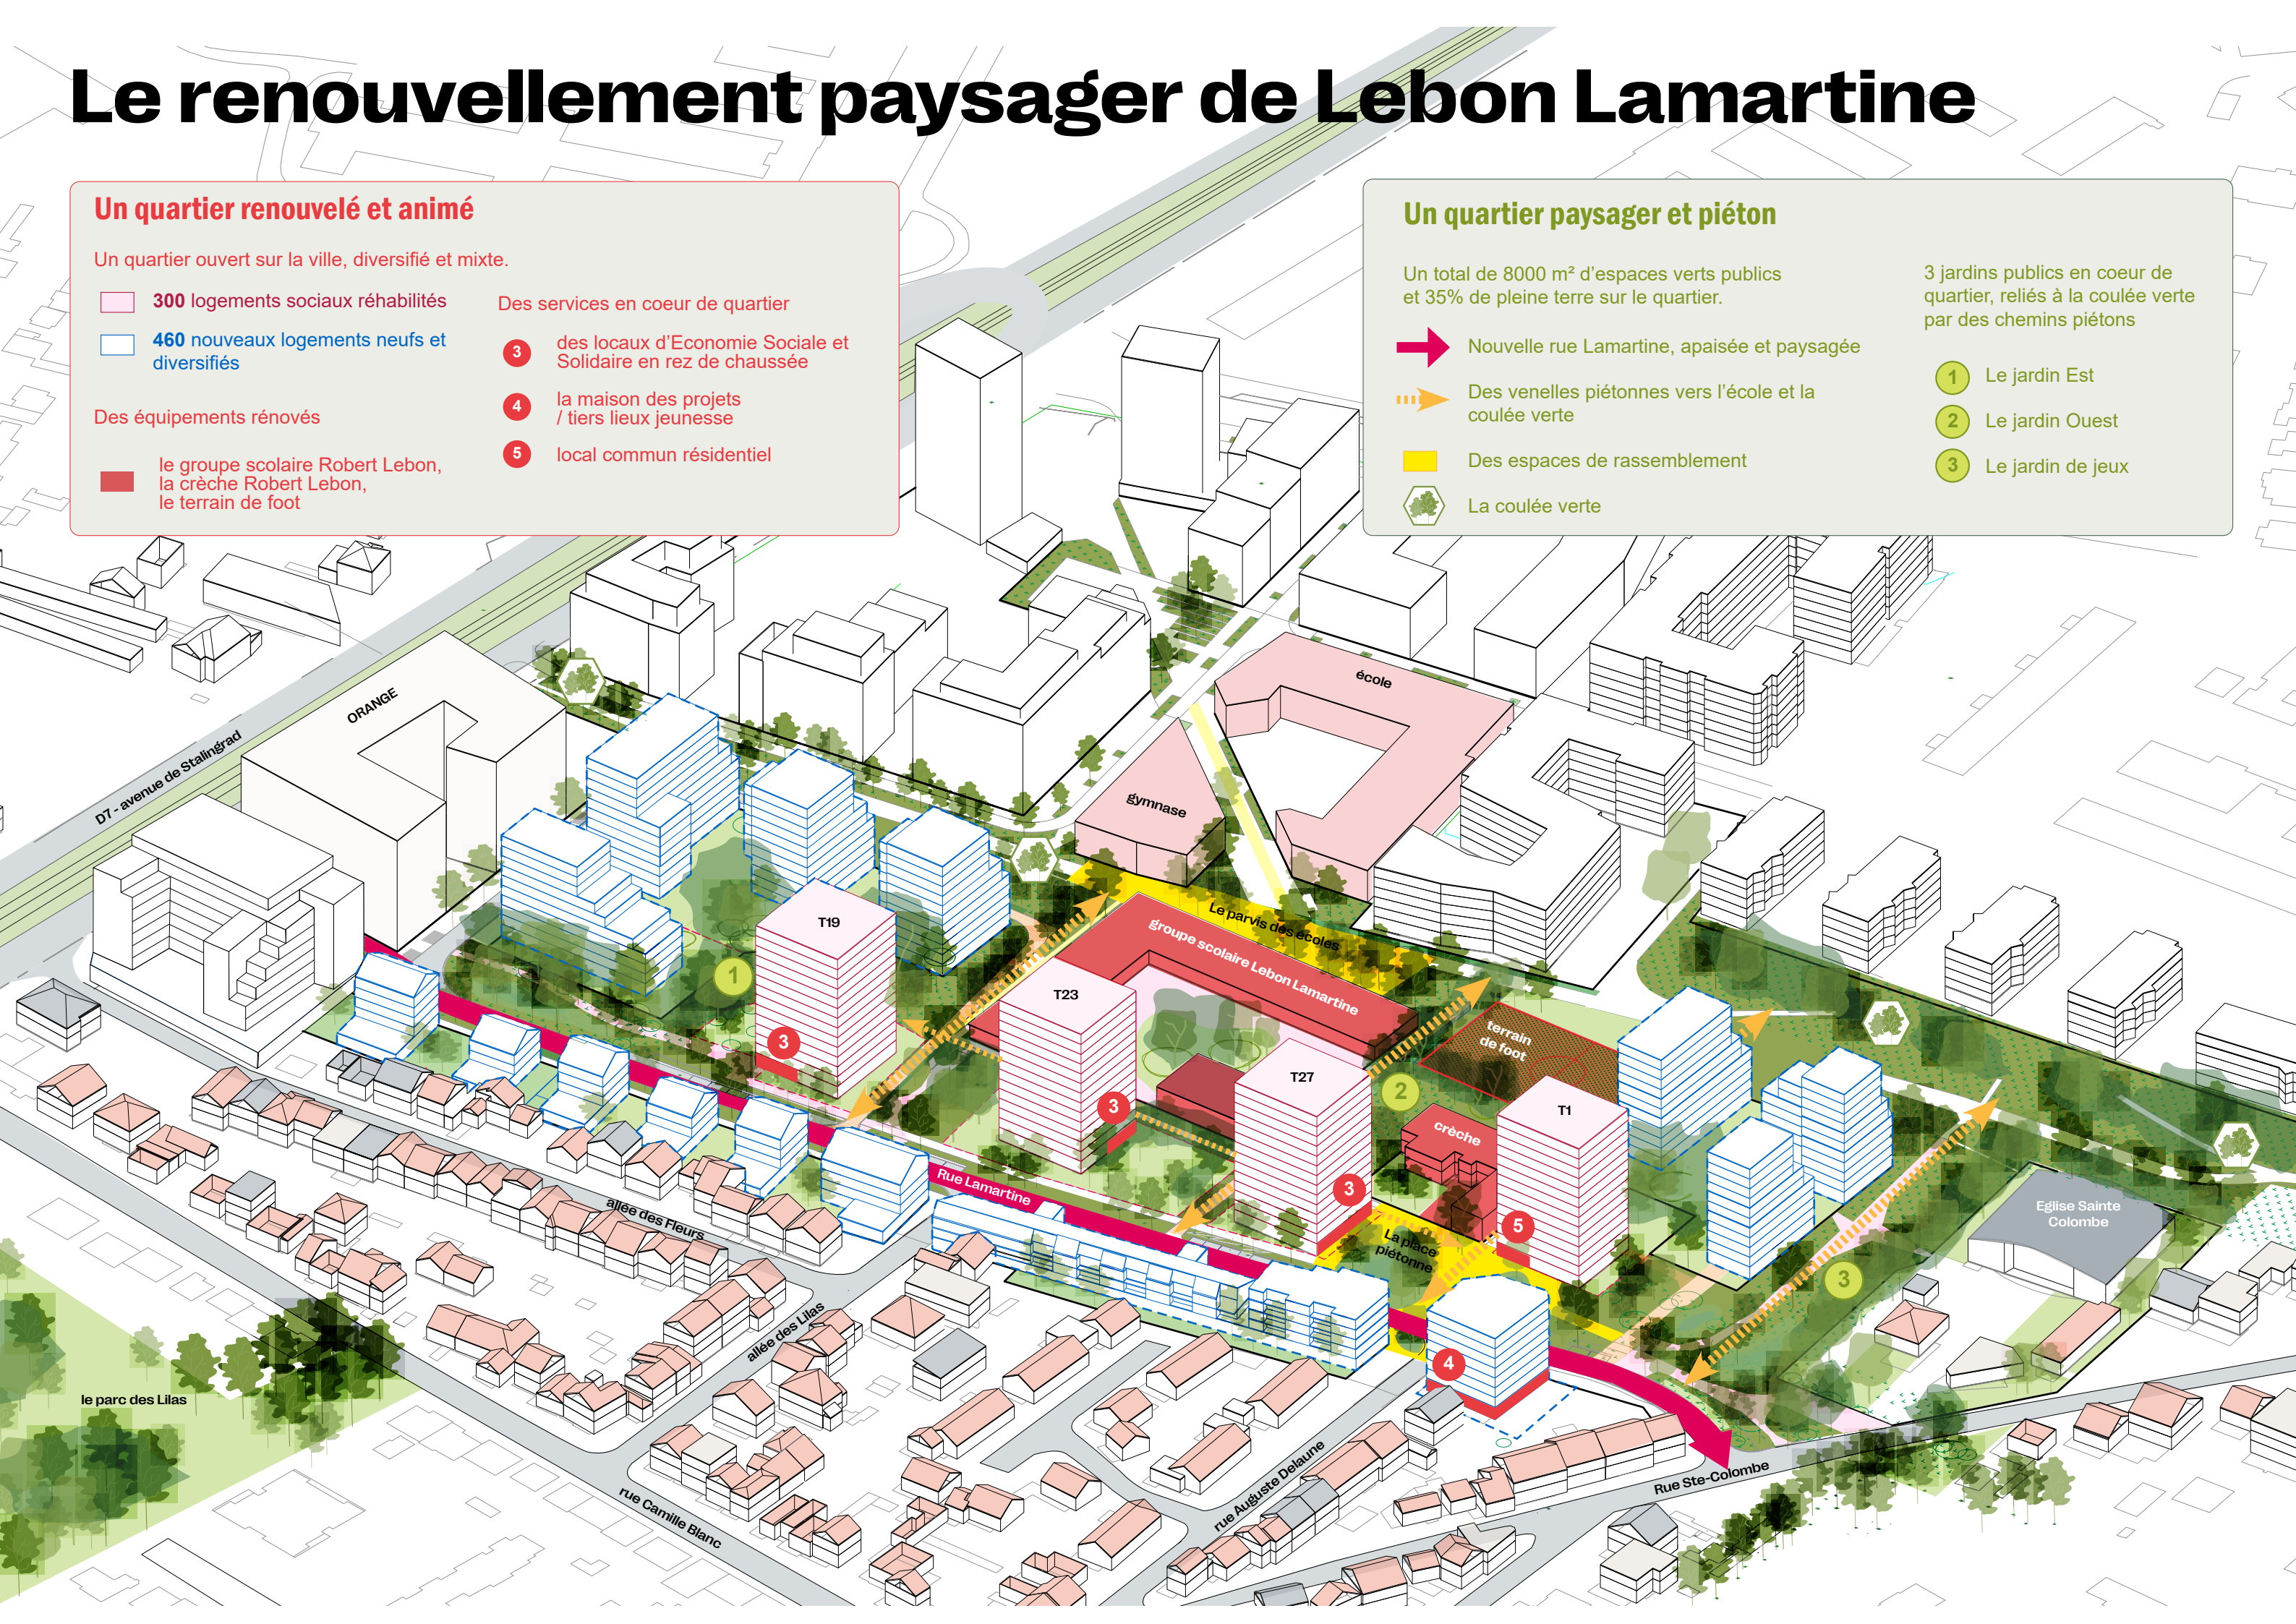 Le renouvellement paysager de Lebon Lamartine
Un quartier renouvelé et animé
Un quartier ouvert sur la ville, diversifié et mixte.
300 logements sociaux réhabilités
460 nouveaux logements neufs et
diversifiés
Des équipements rénovés
le groupe scolaire Robert Lebon,
la crèche Robert Lebon,
le terrain de foot
Des services en coeur de quartier
3
des locaux d'Economie Sociale et
Solidaire en rez de chaussée
4
la maison des projets
/ tiers lieux jeunesse
5
local commun résidentiel
Un quartier paysager et piéton
Un total de 8000 m² d'espaces verts publics
et 35% de pleine terre sur le quartier.
Nouvelle rue Lamartine, apaisée et paysagée
Des venelles piétonnes vers l'école et la
coulée verte
Des espaces de rassemblement
La coulée verte
3 jardins publics en coeur de
quartier, reliés à la coulée verte
par des chemins piétons
1
Le jardin Est
2
Le jardin Ouest
3
Le jardin de jeux
ORANGE
D7 - avenue de Stalingrad
école
gymnase
Le parvis des écoles
groupe scolaire Lebon Lamartine
T19
1
T23
3
terrain
de foot
T27
2
3
T1
crèche
3
5
Rue Lamartine
La place
piétonne
Eglise Sainte
Colombe
3
allée des Fleurs
allée des Lilas
4
le parc des Lilas
rue Camille Blanc
rue Auguste Delaune
Rue Ste-Colombe